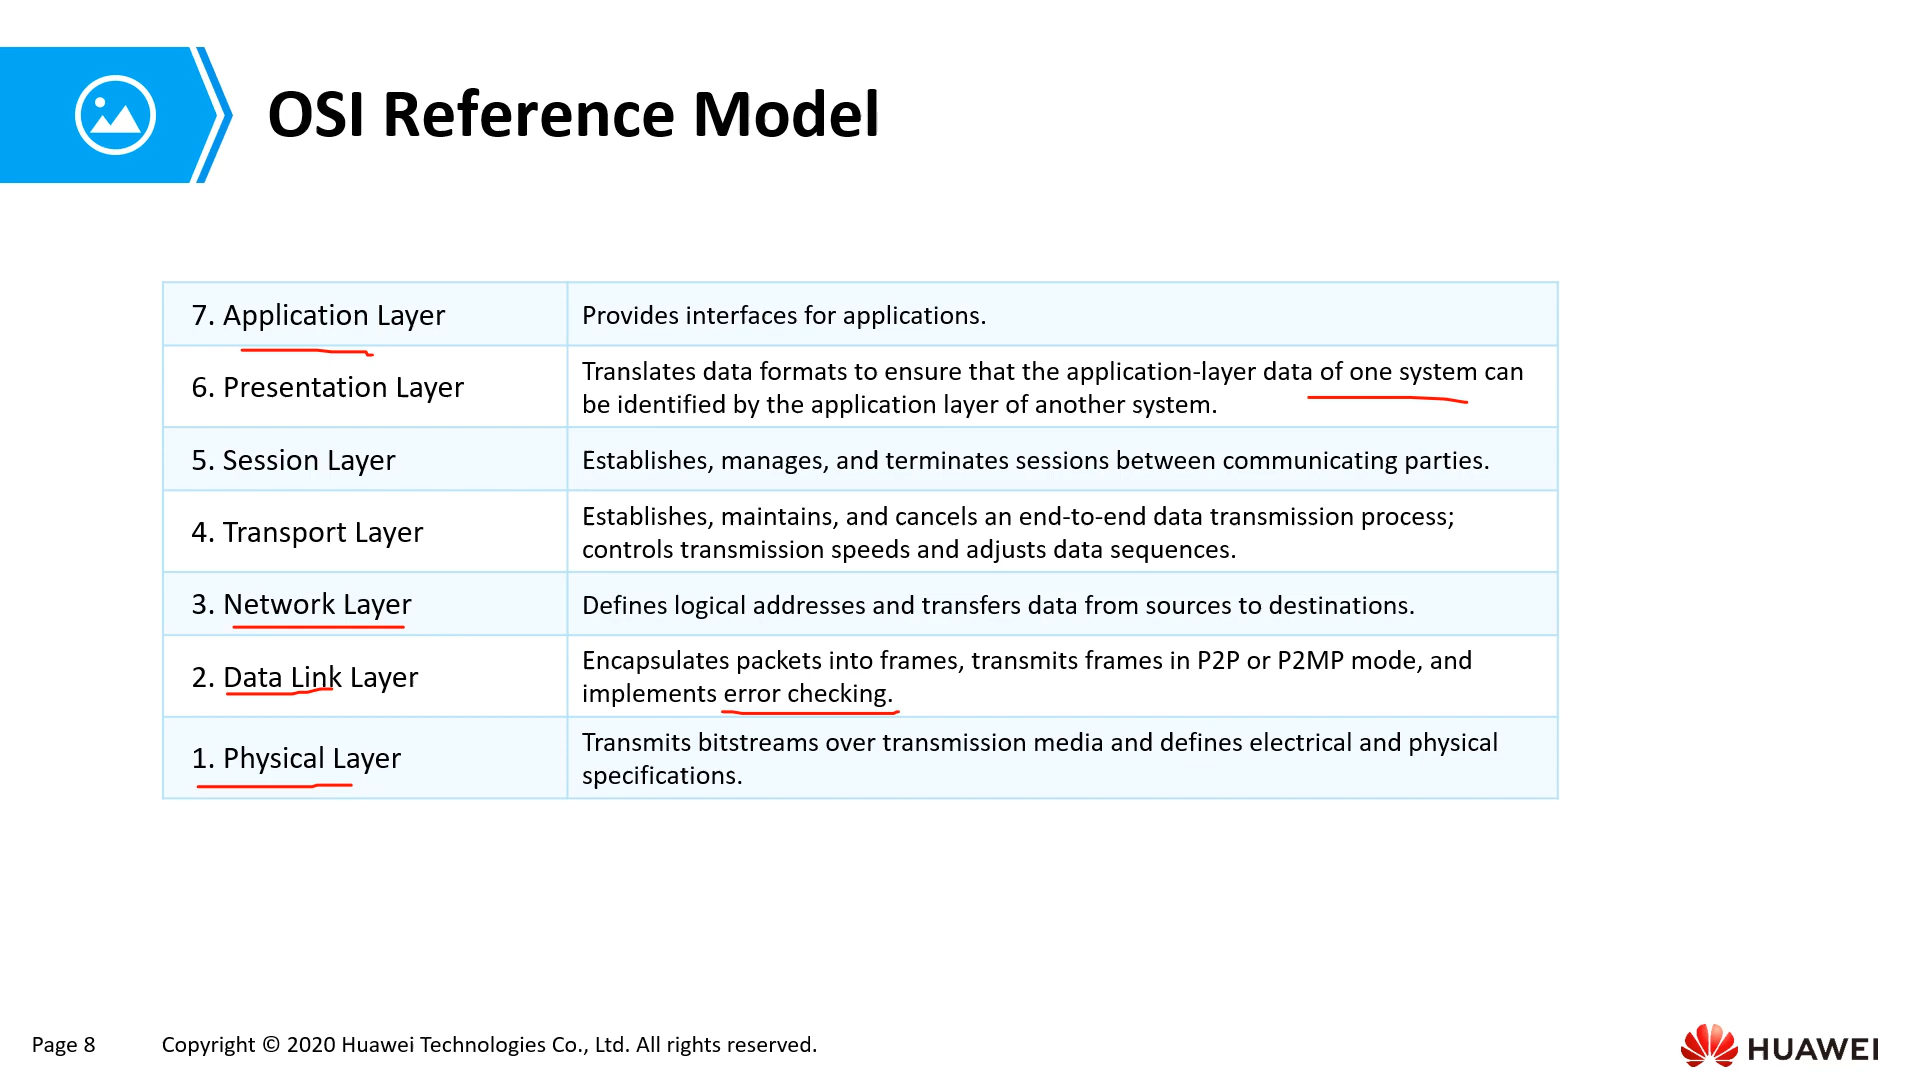 OSI Reference Model
7. Application Layer
Provides interfaces for applications.
6. Presentation Layer
Translates data formats to ensure that the application-layer data of one system can
be identified by the application layer of another system.
5. Session Layer
Establishes, manages, and terminates sessions between communicating parties.
4. Transport Layer
Establishes, maintains, and cancels an end-to-end data transmission process;
controls transmission speeds and adjusts data sequences.
3. Network Layer
Defines logical addresses and transfers data from sources to destinations.
2. Data Link Layer
Encapsulates packets into frames, transmits frames in P2P or P2MP mode, and
implements error checking.
1. Physical Layer
Transmits bitstreams over transmission media and defines electrical and physical
specifications.
Page 8
Copyright © 2020 Huawei Technologies Co., Ltd. All rights reserved.
HUAWEI